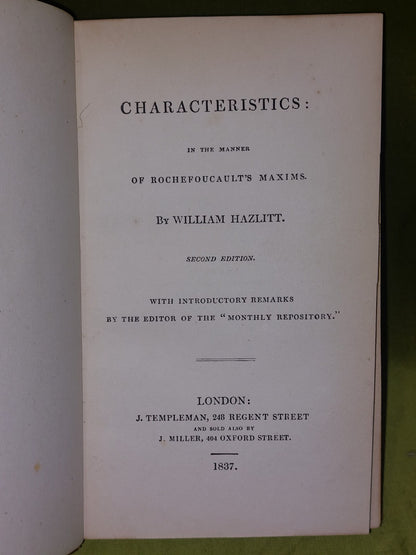 CHARACTERISTICS:
IN THE MANNER
OF ROCHEFOUCAULT'S MAXIMS.
By WILLIAM HAZLITT.
SECOND EDITION.
WITH INTRODUCTORY REMARKS
BY THE EDITOR OF THE "MONTHLY REPOSITORY."
LONDON:
J. TEMPLEMAN, 248 REGENT STREET
AND SOLD ALSO BY
J. MILLER, 404 OXFORD STREET.
1837.